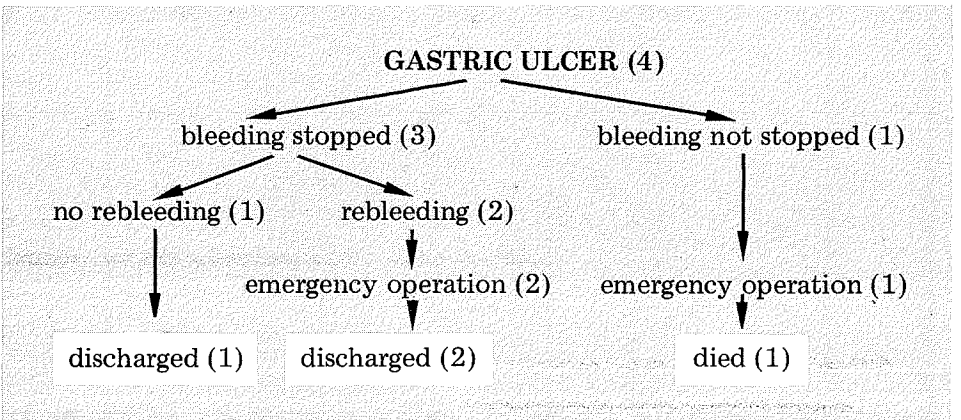 GASTRIC ULCER (4)
bleeding stopped (3) bleeding not stopped (1)
no rebleeding (1) rebleeding (2)
emergency operation (2) emergency operation (1)
discharged (1) discharged (2) died (1)